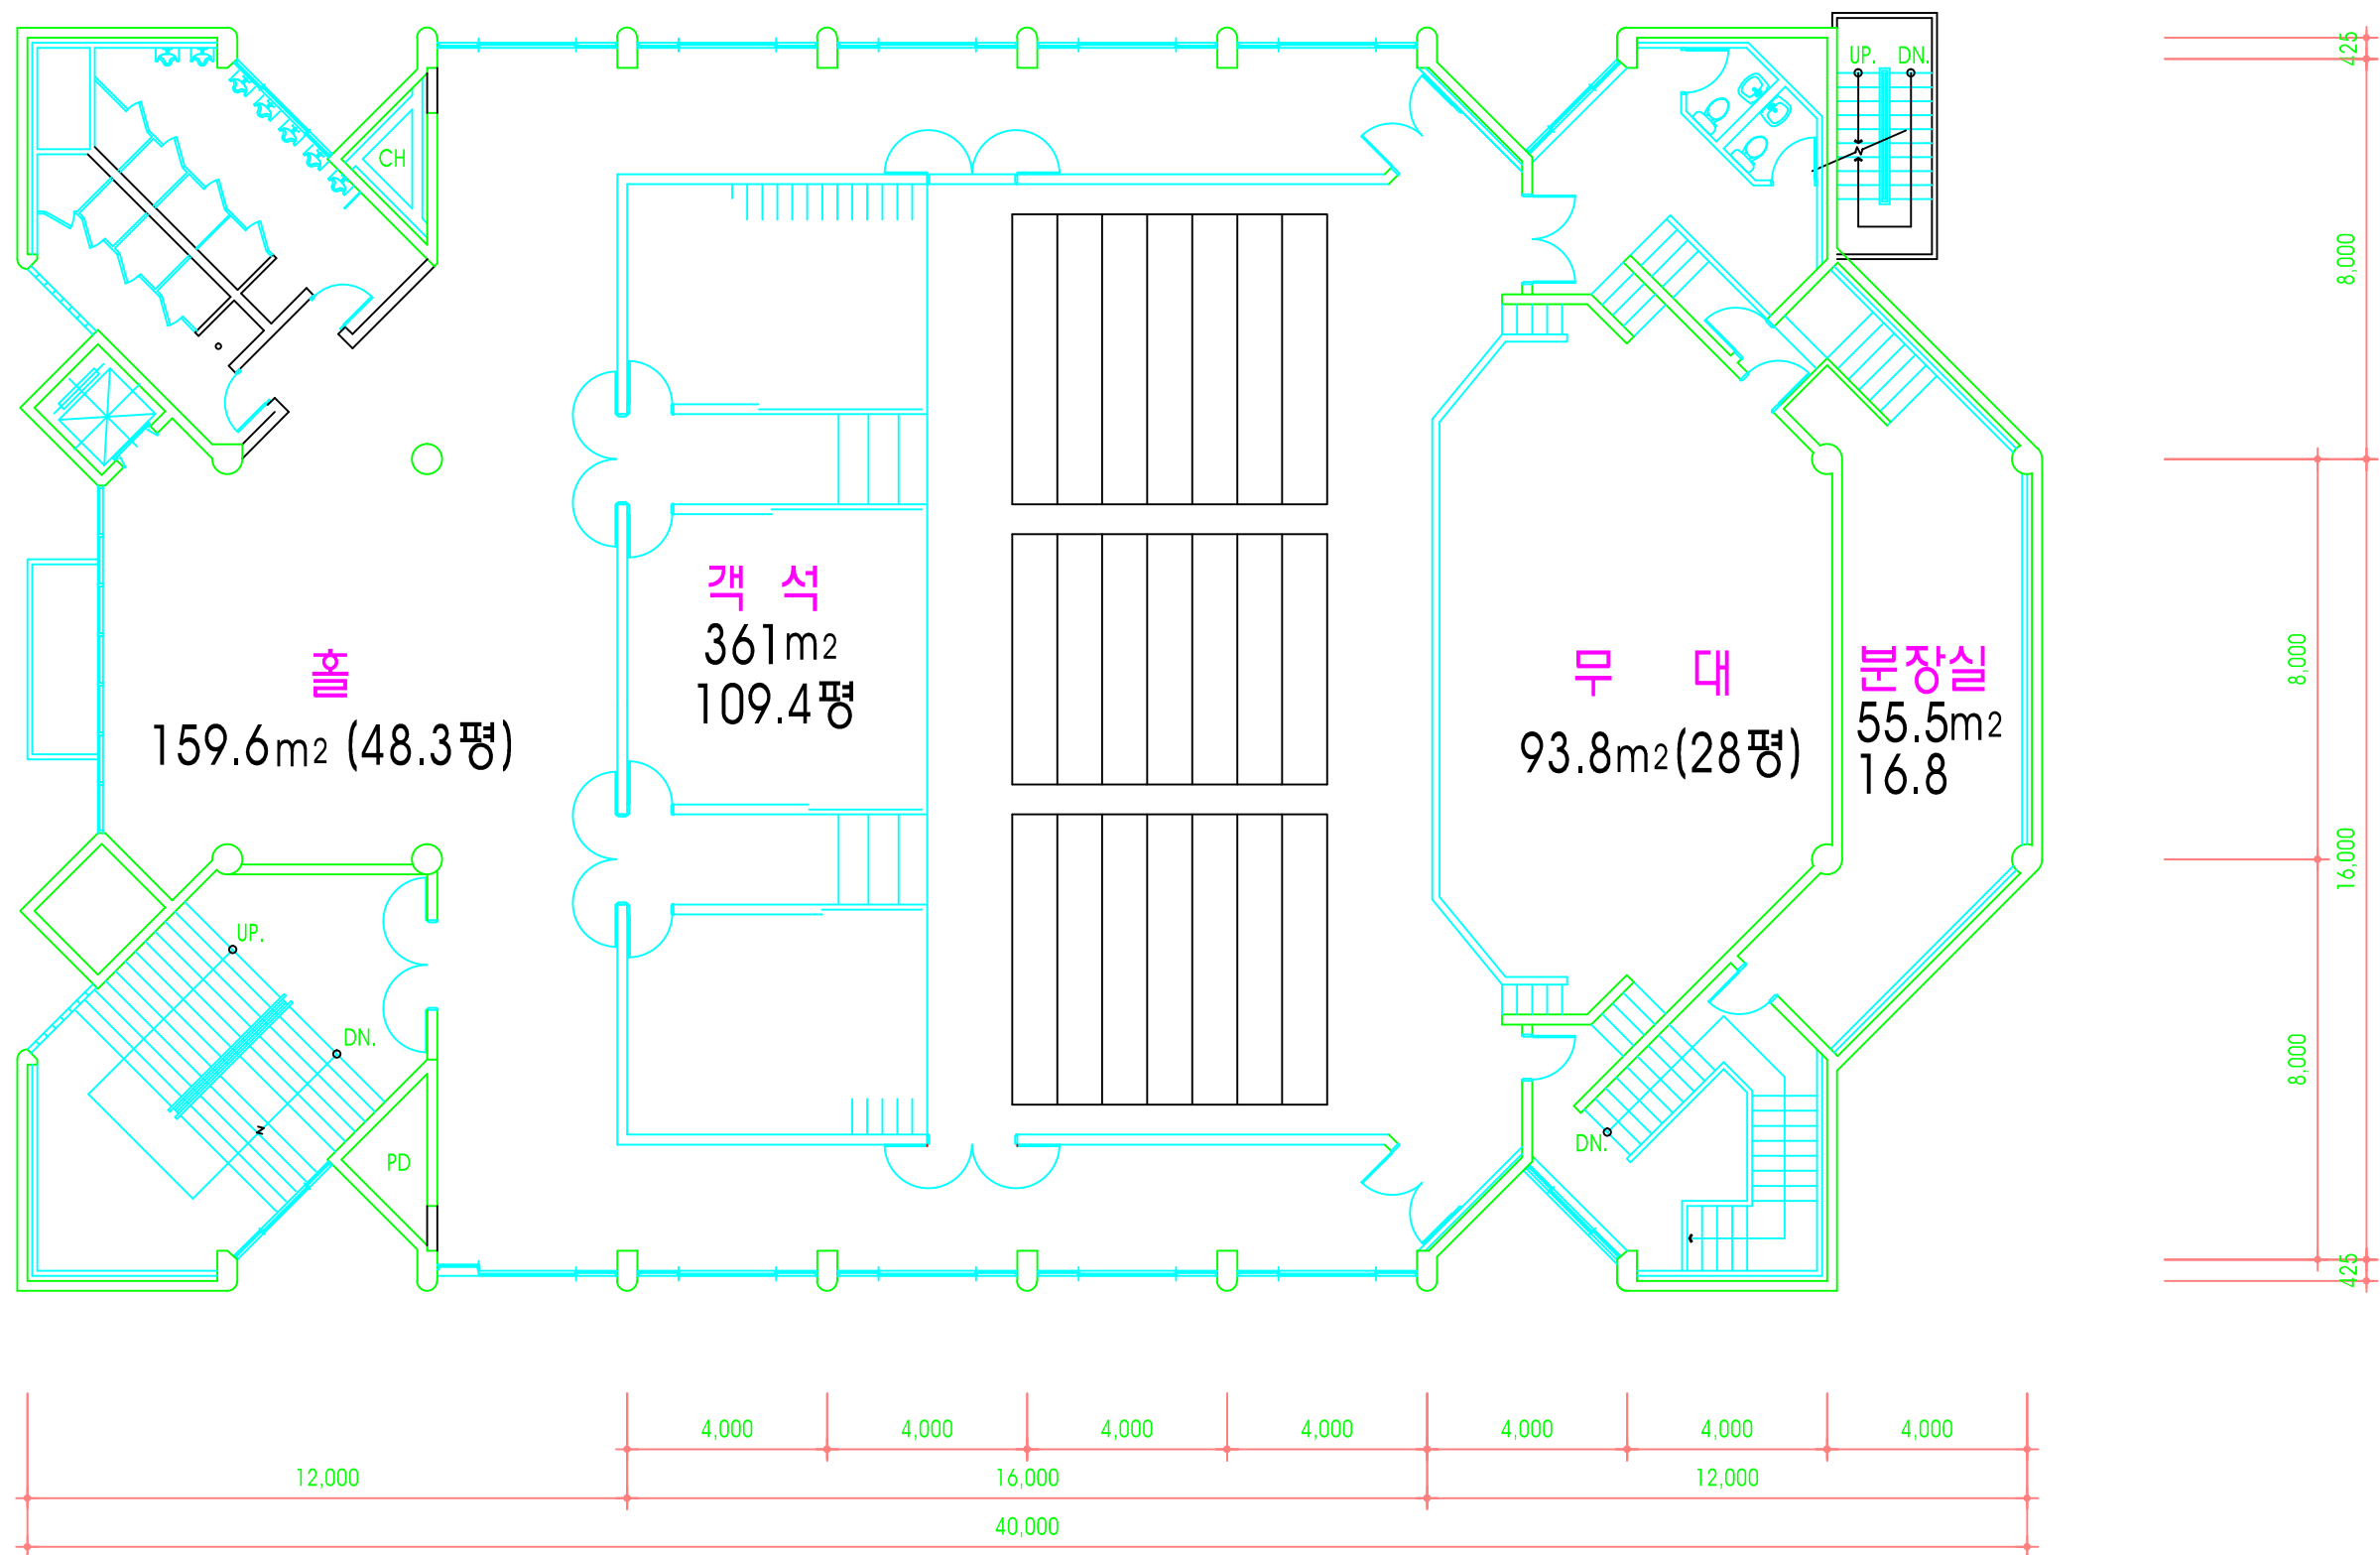 UP. DN.
425
CH
8,000
객 석
361m2
109.4평
홀
159.6m2 (48.3평)
무 대
93.8m2(28평)
분장실
55.5m2
16.8
8,000
16,000
UP.
DN.
PD
DN.
8,000
425
4,000 4,000 4,000 4,000 4,000 4,000 4,000
12,000 16,000 12,000
40,000